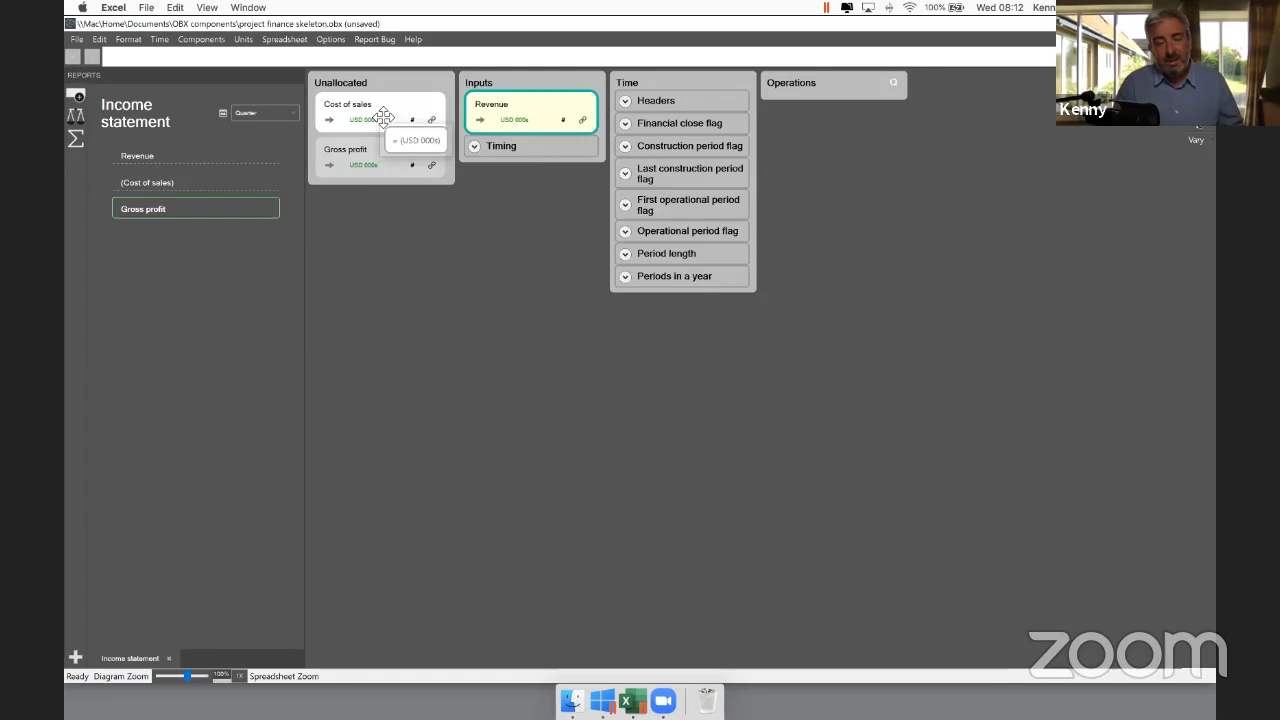 Excel File Edit View Window
100% Wed 08:12 Kenn
\\Mac\Home\Documents\OBX components\project finance skeleton.obx (unsaved)
File Edit Format Time Components Units Spreadsheet Options Report Bug Help
Kenny
Vary
REPORTS
Income
statement
Quarter
Revenue
(Cost of sales)
Gross profit
Unallocated
Cost of sales
USD 000s #
= (USD 000s)
Gross profit
USD 000s #
Inputs
Revenue
USD 000s #
Timing
Time
Headers
Financial close flag
Construction period flag
Last construction period
flag
First operational period
flag
Operational period flag
Period length
Periods in a year
Operations
Income statement ×
Ready Diagram Zoom 100% 1X Spreadsheet Zoom
zoom